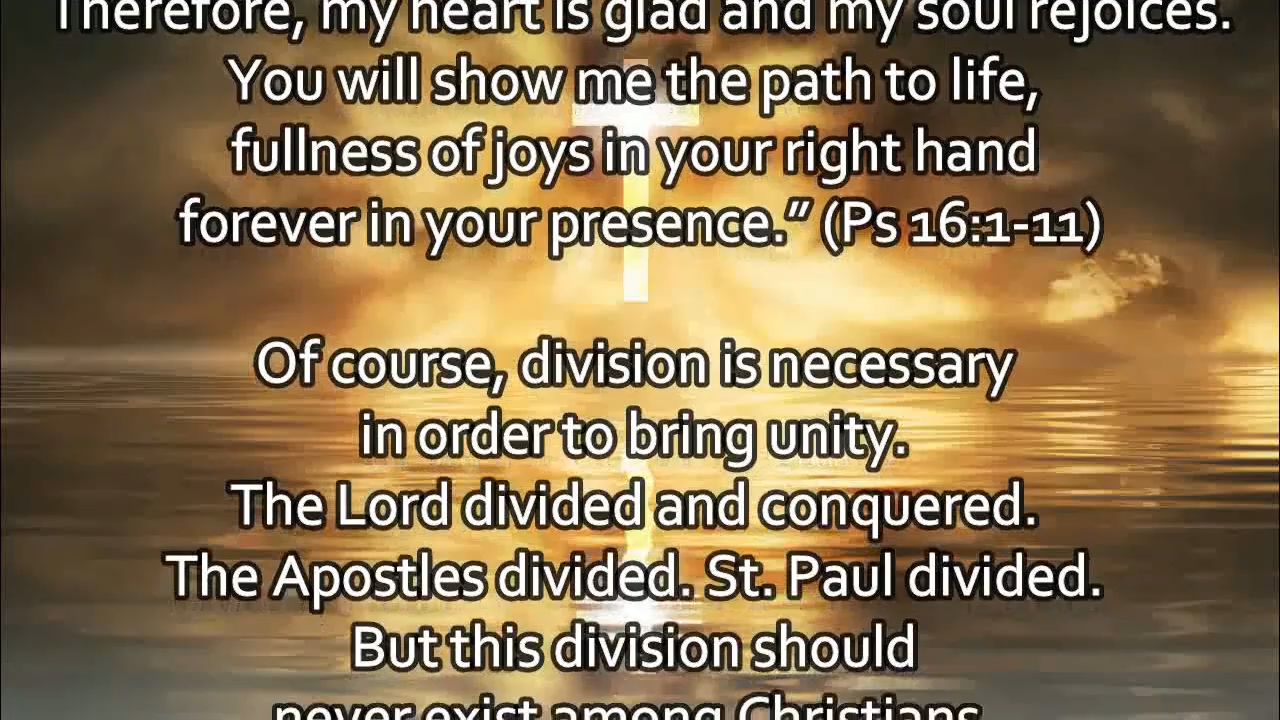 Therefore, my heart is glad and my soul rejoices.
You will show me the path to life,
fullness of joys in your right hand
forever in your presence.” (Ps 16:1-11)
Of course, division is necessary
in order to bring unity.
The Lord divided and conquered.
The Apostles divided. St. Paul divided.
But this division should
never exist among Christians